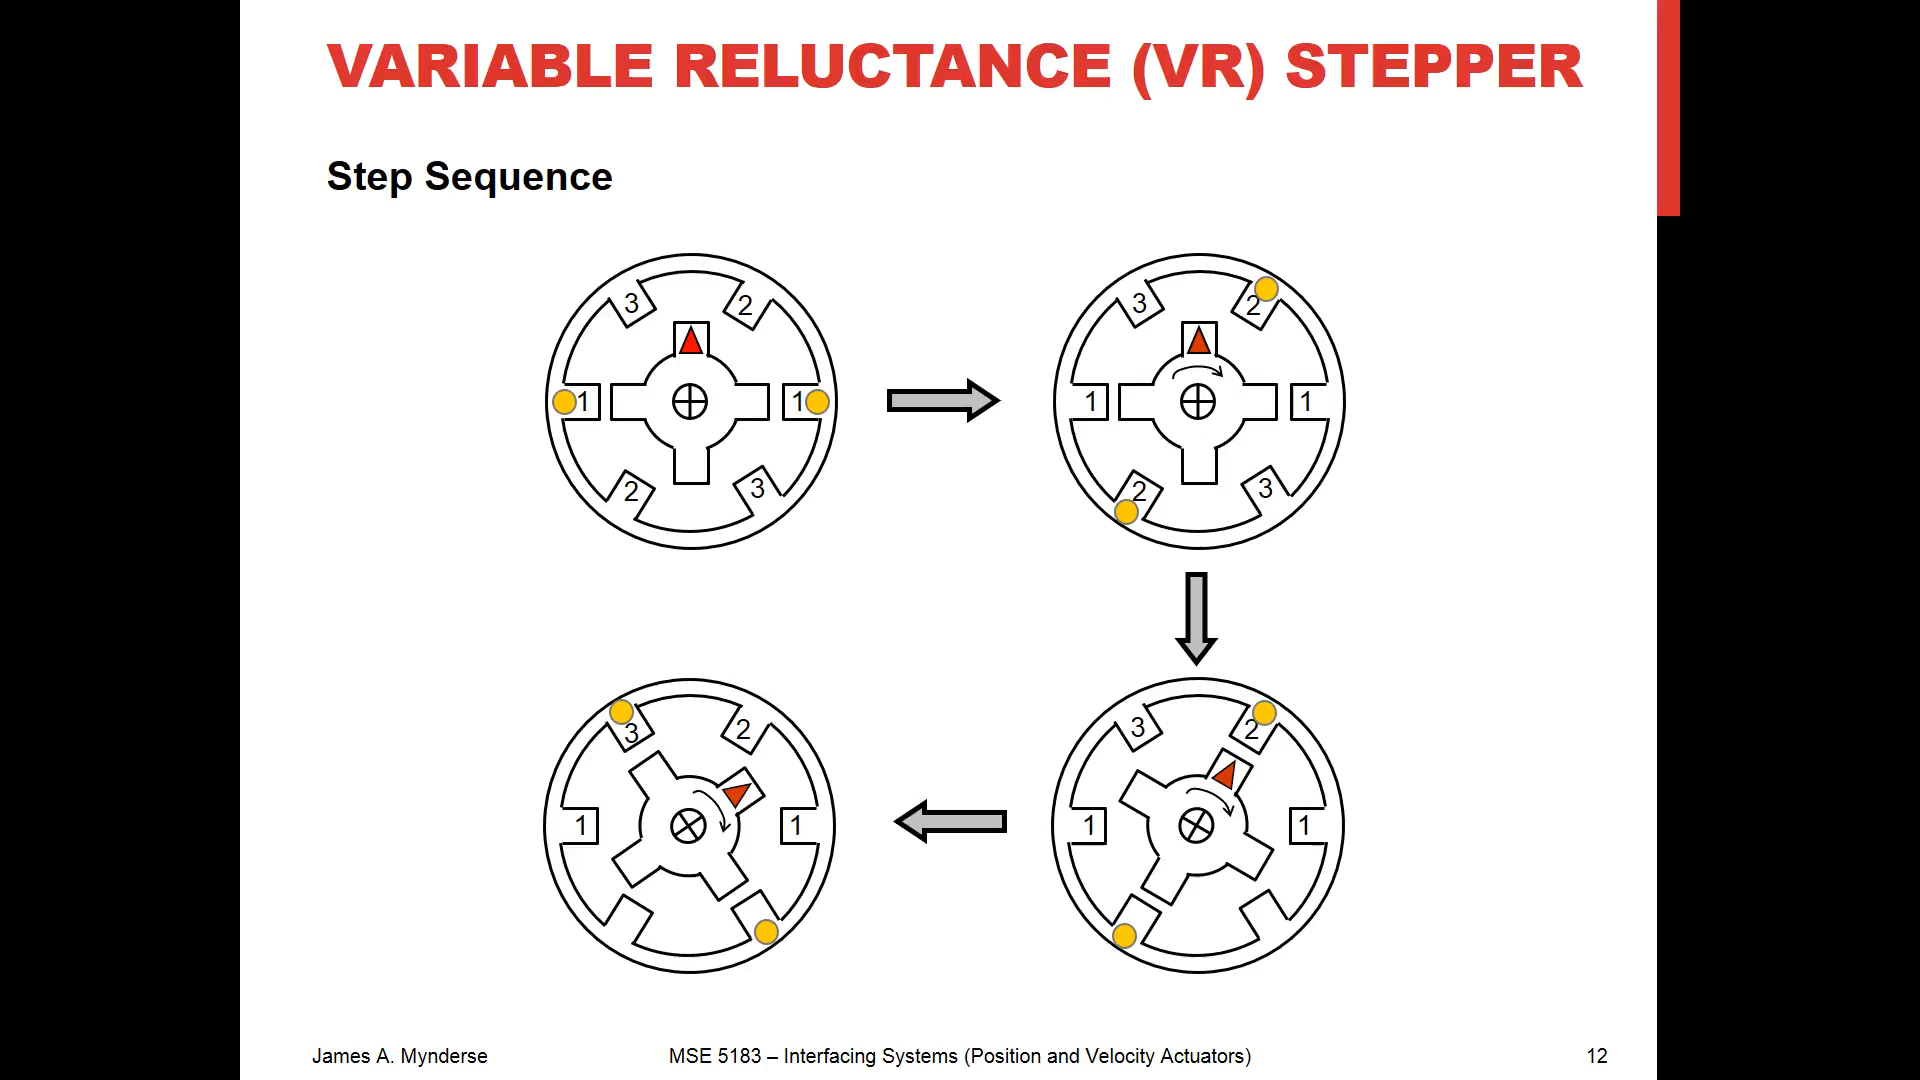 VARIABLE RELUCTANCE (VR) STEPPER
Step Sequence
3 2
1 1
2 3
3 2
1 1
2 3
3 2
1 1
3 2
1 1
James A. Mynderse
MSE 5183 – Interfacing Systems (Position and Velocity Actuators)
12